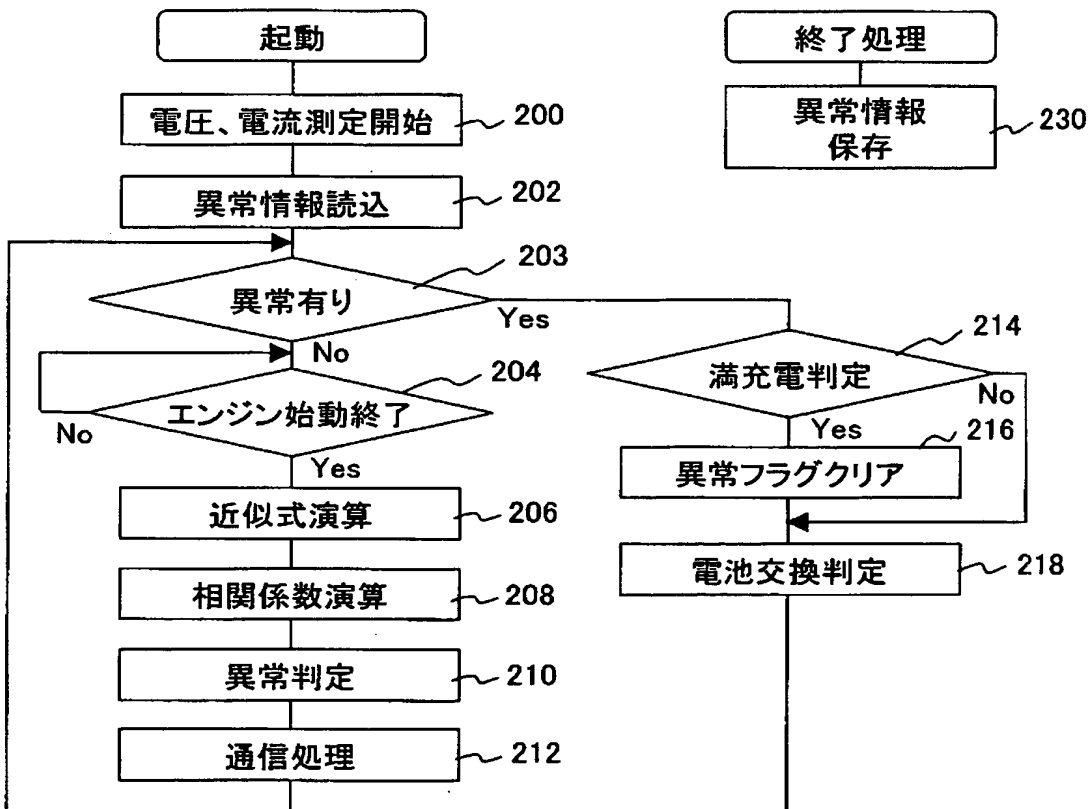 起動
電圧、電流測定開始
200
異常情報読込
202
異常有り
203
Yes
No
エンジン始動終了
204
No
Yes
近似式演算
206
相関係数演算
208
異常判定
210
通信処理
212
満充電判定
214
No
Yes
異常フラグクリア
216
電池交換判定
218
終了処理
異常情報
保存
230